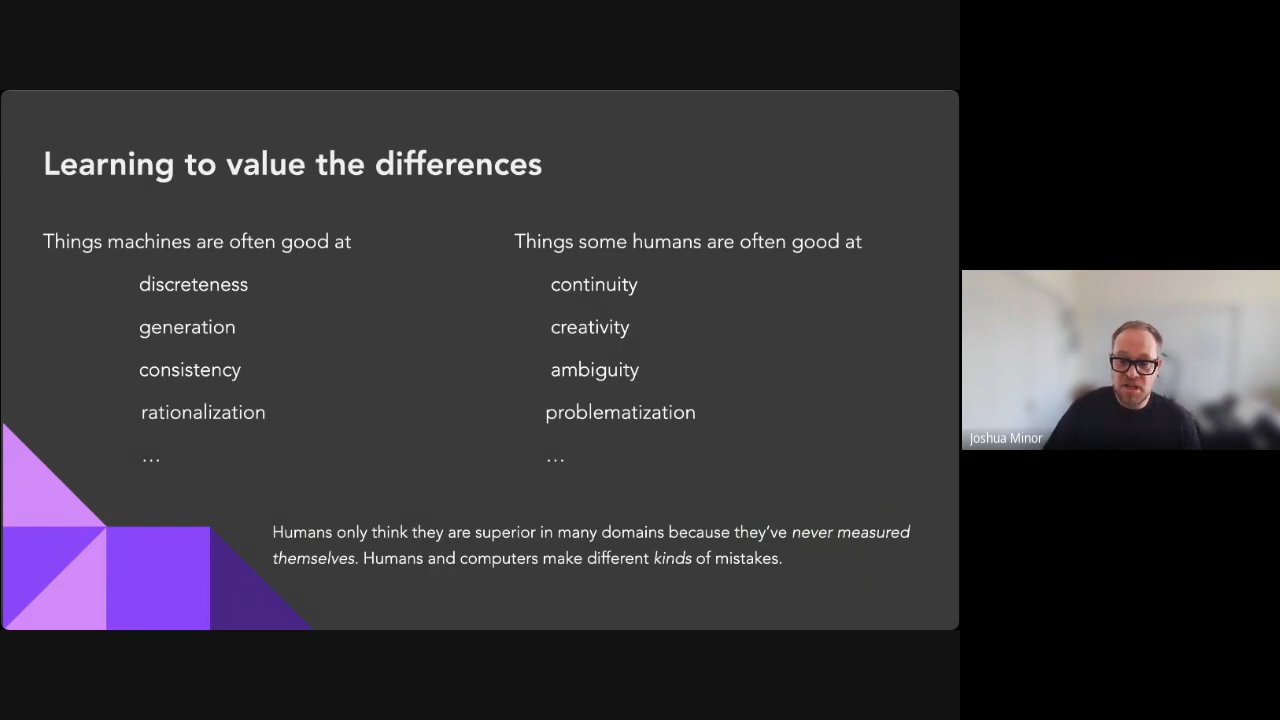 Learning to value the differences
Things machines are often good at
discreteness
generation
consistency
rationalization
…
Things some humans are often good at
continuity
creativity
ambiguity
problematization
…
Humans only think they are superior in many domains because they’ve never measured
themselves. Humans and computers make different kinds of mistakes.
Joshua Minor